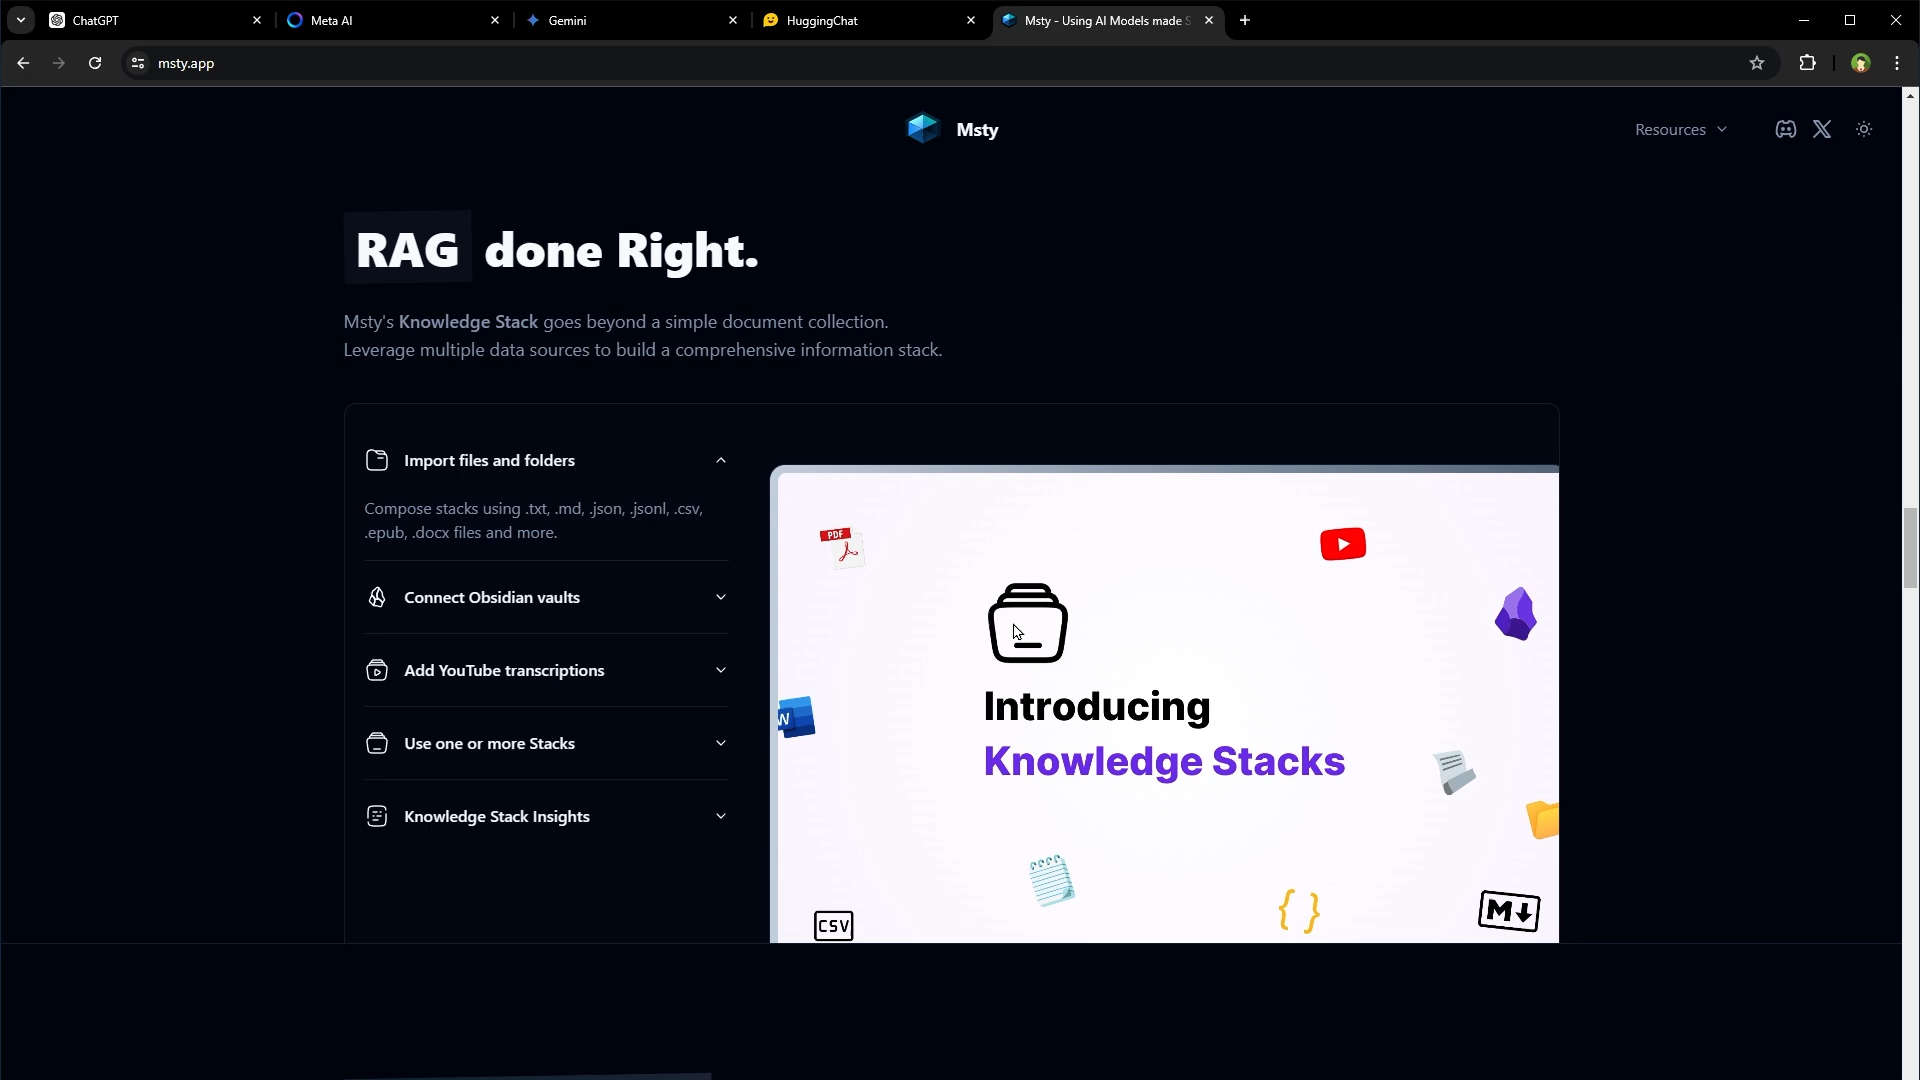 ChatGPT
Meta AI
Gemini
HuggingChat
Msty - Using AI Models made S
msty.app
Msty
Resources
RAG done Right.
Msty's Knowledge Stack goes beyond a simple document collection.
Leverage multiple data sources to build a comprehensive information stack.
Import files and folders
Compose stacks using .txt, .md, .json, .jsonl, .csv,
.epub, .docx files and more.
Connect Obsidian vaults
Add YouTube transcriptions
Use one or more Stacks
Knowledge Stack Insights
PDF
W
Introducing
Knowledge Stacks
CSV
{ }
M